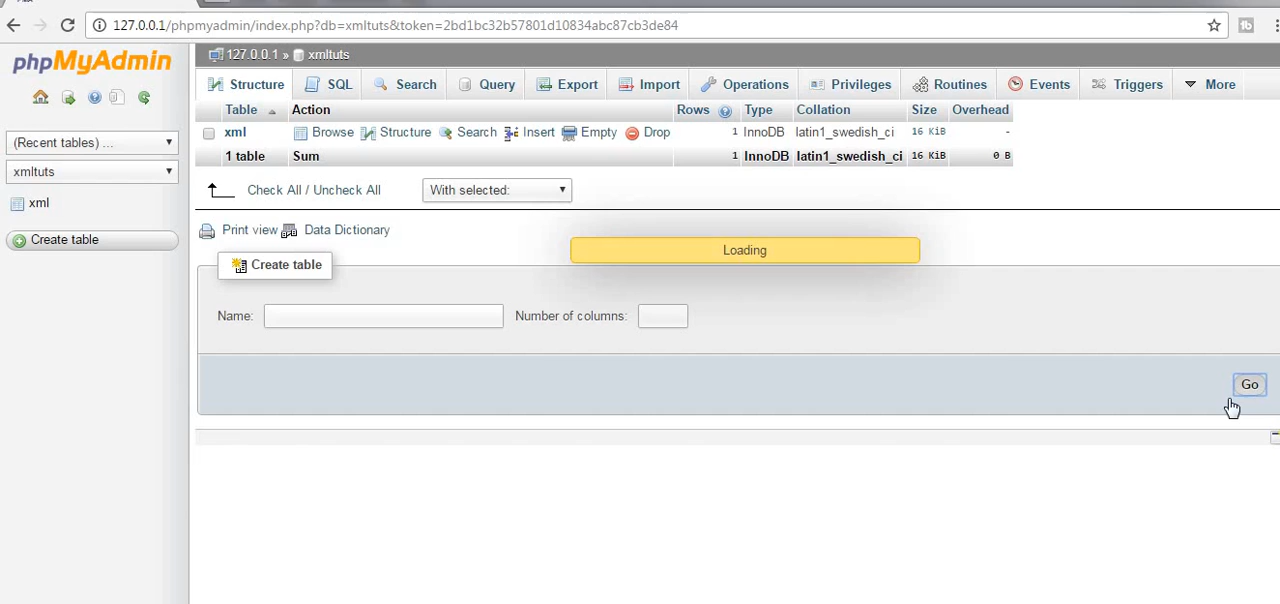 127.0.0.1/phpmyadmin/index.php?db=xmltuts&token=2bd1bc32b57801d10834abc87cb3de84
phpMyAdmin
127.0.0.1 » xmltuts
Structure SQL Search Query Export Import Operations Privileges Routines Events Triggers More
Table Action Rows Type Collation Size Overhead
xml Browse Structure Search Insert Empty Drop 1 InnoDB latin1_swedish_ci 16 KiB -
1 table Sum 1 InnoDB latin1_swedish_ci 16 KiB 0 B
(Recent tables) ...
xmltuts
xml
Create table
Check All / Uncheck All With selected:
Print view Data Dictionary
Loading
Create table
Name: Number of columns:
Go